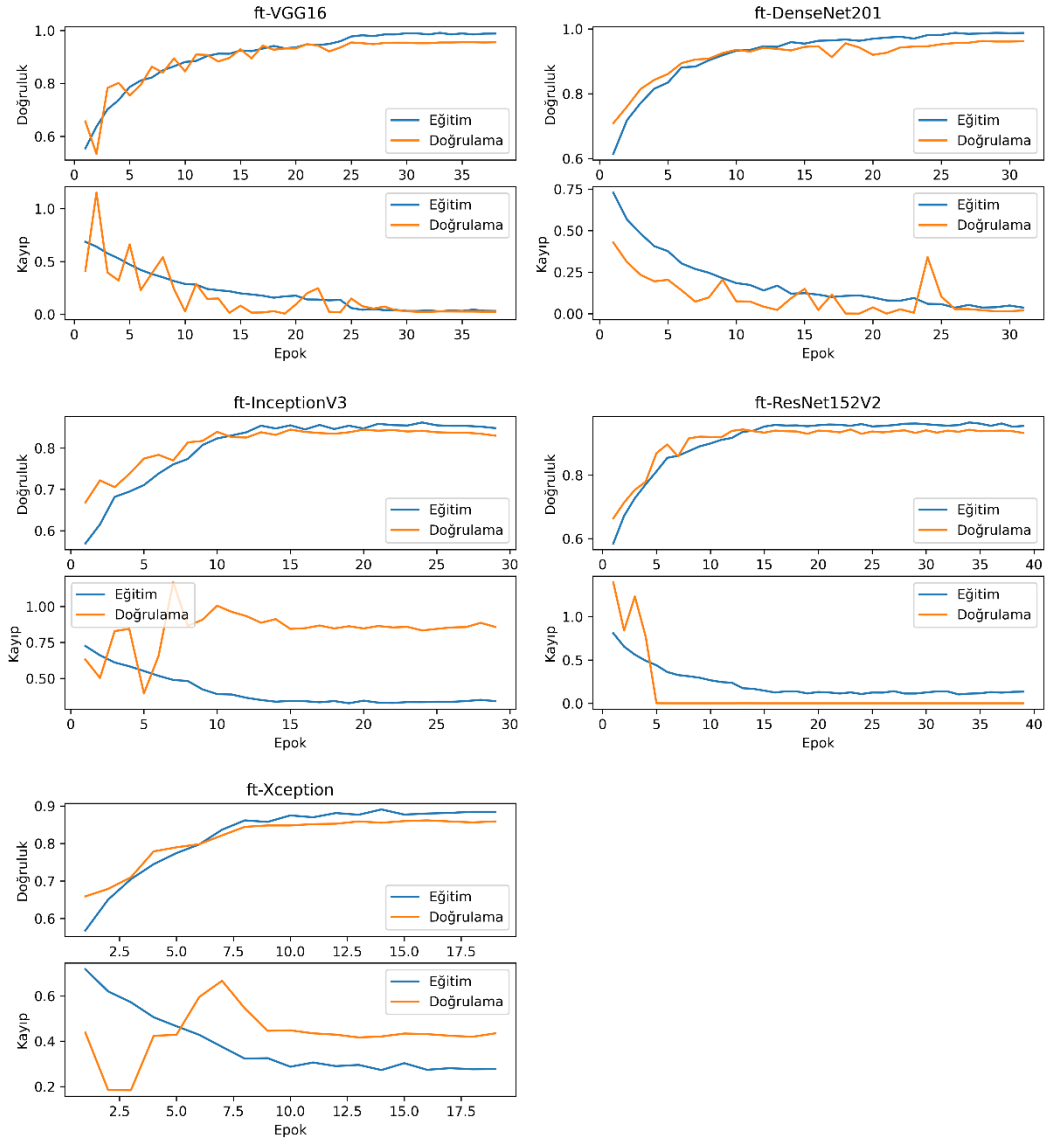 ft-VGG16
Doğruluk
1.0
0.8
0.6
Eğitim
Doğrulama
0 5 10 15 20 25 30 35
Kayıp
1.0
0.5
0.0
Eğitim
Doğrulama
0 5 10 15 20 25 30 35
Epok
ft-DenseNet201
Doğruluk
1.0
0.8
0.6
Eğitim
Doğrulama
0 5 10 15 20 25 30
Kayıp
0.75
0.50
0.25
0.00
Eğitim
Doğrulama
0 5 10 15 20 25 30
Epok
ft-InceptionV3
Doğruluk
0.8
0.7
0.6
Eğitim
Doğrulama
0 5 10 15 20 25 30
Kayıp
1.00
0.75
0.50
Eğitim
Doğrulama
0 5 10 15 20 25 30
Epok
ft-ResNet152V2
Doğruluk
0.8
0.6
Eğitim
Doğrulama
0 5 10 15 20 25 30 35 40
Kayıp
1.0
0.5
0.0
Eğitim
Doğrulama
0 5 10 15 20 25 30 35 40
Epok
ft-Xception
Doğruluk
0.9
0.8
0.7
0.6
Eğitim
Doğrulama
2.5 5.0 7.5 10.0 12.5 15.0 17.5
Kayıp
0.6
0.4
0.2
Eğitim
Doğrulama
2.5 5.0 7.5 10.0 12.5 15.0 17.5
Epok